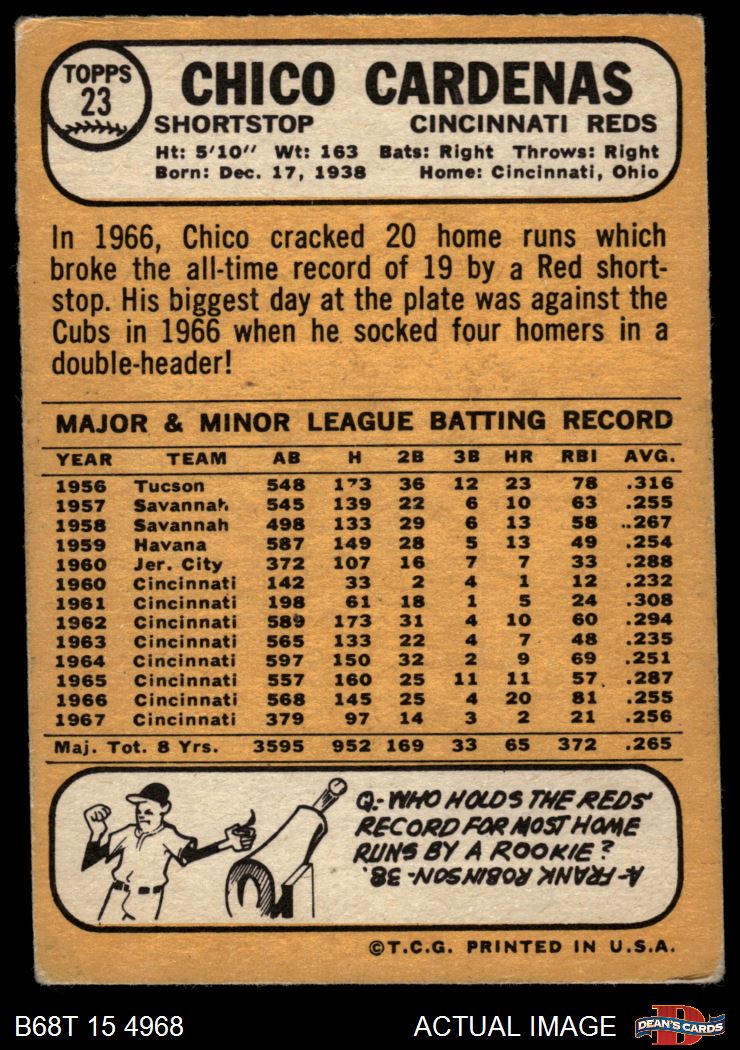 TOPPS
23
CHICO CARDENAS
SHORTSTOP CINCINNATI REDS
Ht: 5'10" Wt: 163 Bats: Right Throws: Right
Born: Dec. 17, 1938 Home: Cincinnati, Ohio
In 1966, Chico cracked 20 home runs which
broke the all-time record of 19 by a Red short-
stop. His biggest day at the plate was against the
Cubs in 1966 when he socked four homers in a
double-header!
MAJOR & MINOR LEAGUE BATTING RECORD
YEAR TEAM AB H 2B 3B HR RBI AVG.
1956 Tucson 548 173 36 12 23 78 .316
1957 Savannah 545 139 22 6 10 63 .255
1958 Savannah 498 133 29 6 13 58 .267
1959 Havana 587 149 28 5 13 49 .254
1960 Jer. City 372 107 16 7 7 33 .288
1960 Cincinnati 142 33 2 4 1 12 .232
1961 Cincinnati 198 61 18 1 5 24 .308
1962 Cincinnati 589 173 31 4 10 60 .294
1963 Cincinnati 565 133 22 4 7 48 .235
1964 Cincinnati 597 150 32 2 9 69 .251
1965 Cincinnati 557 160 25 11 11 57 .287
1966 Cincinnati 568 145 25 4 20 81 .255
1967 Cincinnati 379 97 14 3 2 21 .256
Maj. Tot. 8 Yrs. 3595 952 169 33 65 372 .265
Q.-WHO HOLDS THE REDS'
RECORD FOR MOST HOME
RUNS BY A ROOKIE?
A-FRANK ROBINSON-38.
©T.C.G. PRINTED IN U.S.A.
B68T 15 4968 ACTUAL IMAGE
DEAN'S CARDS